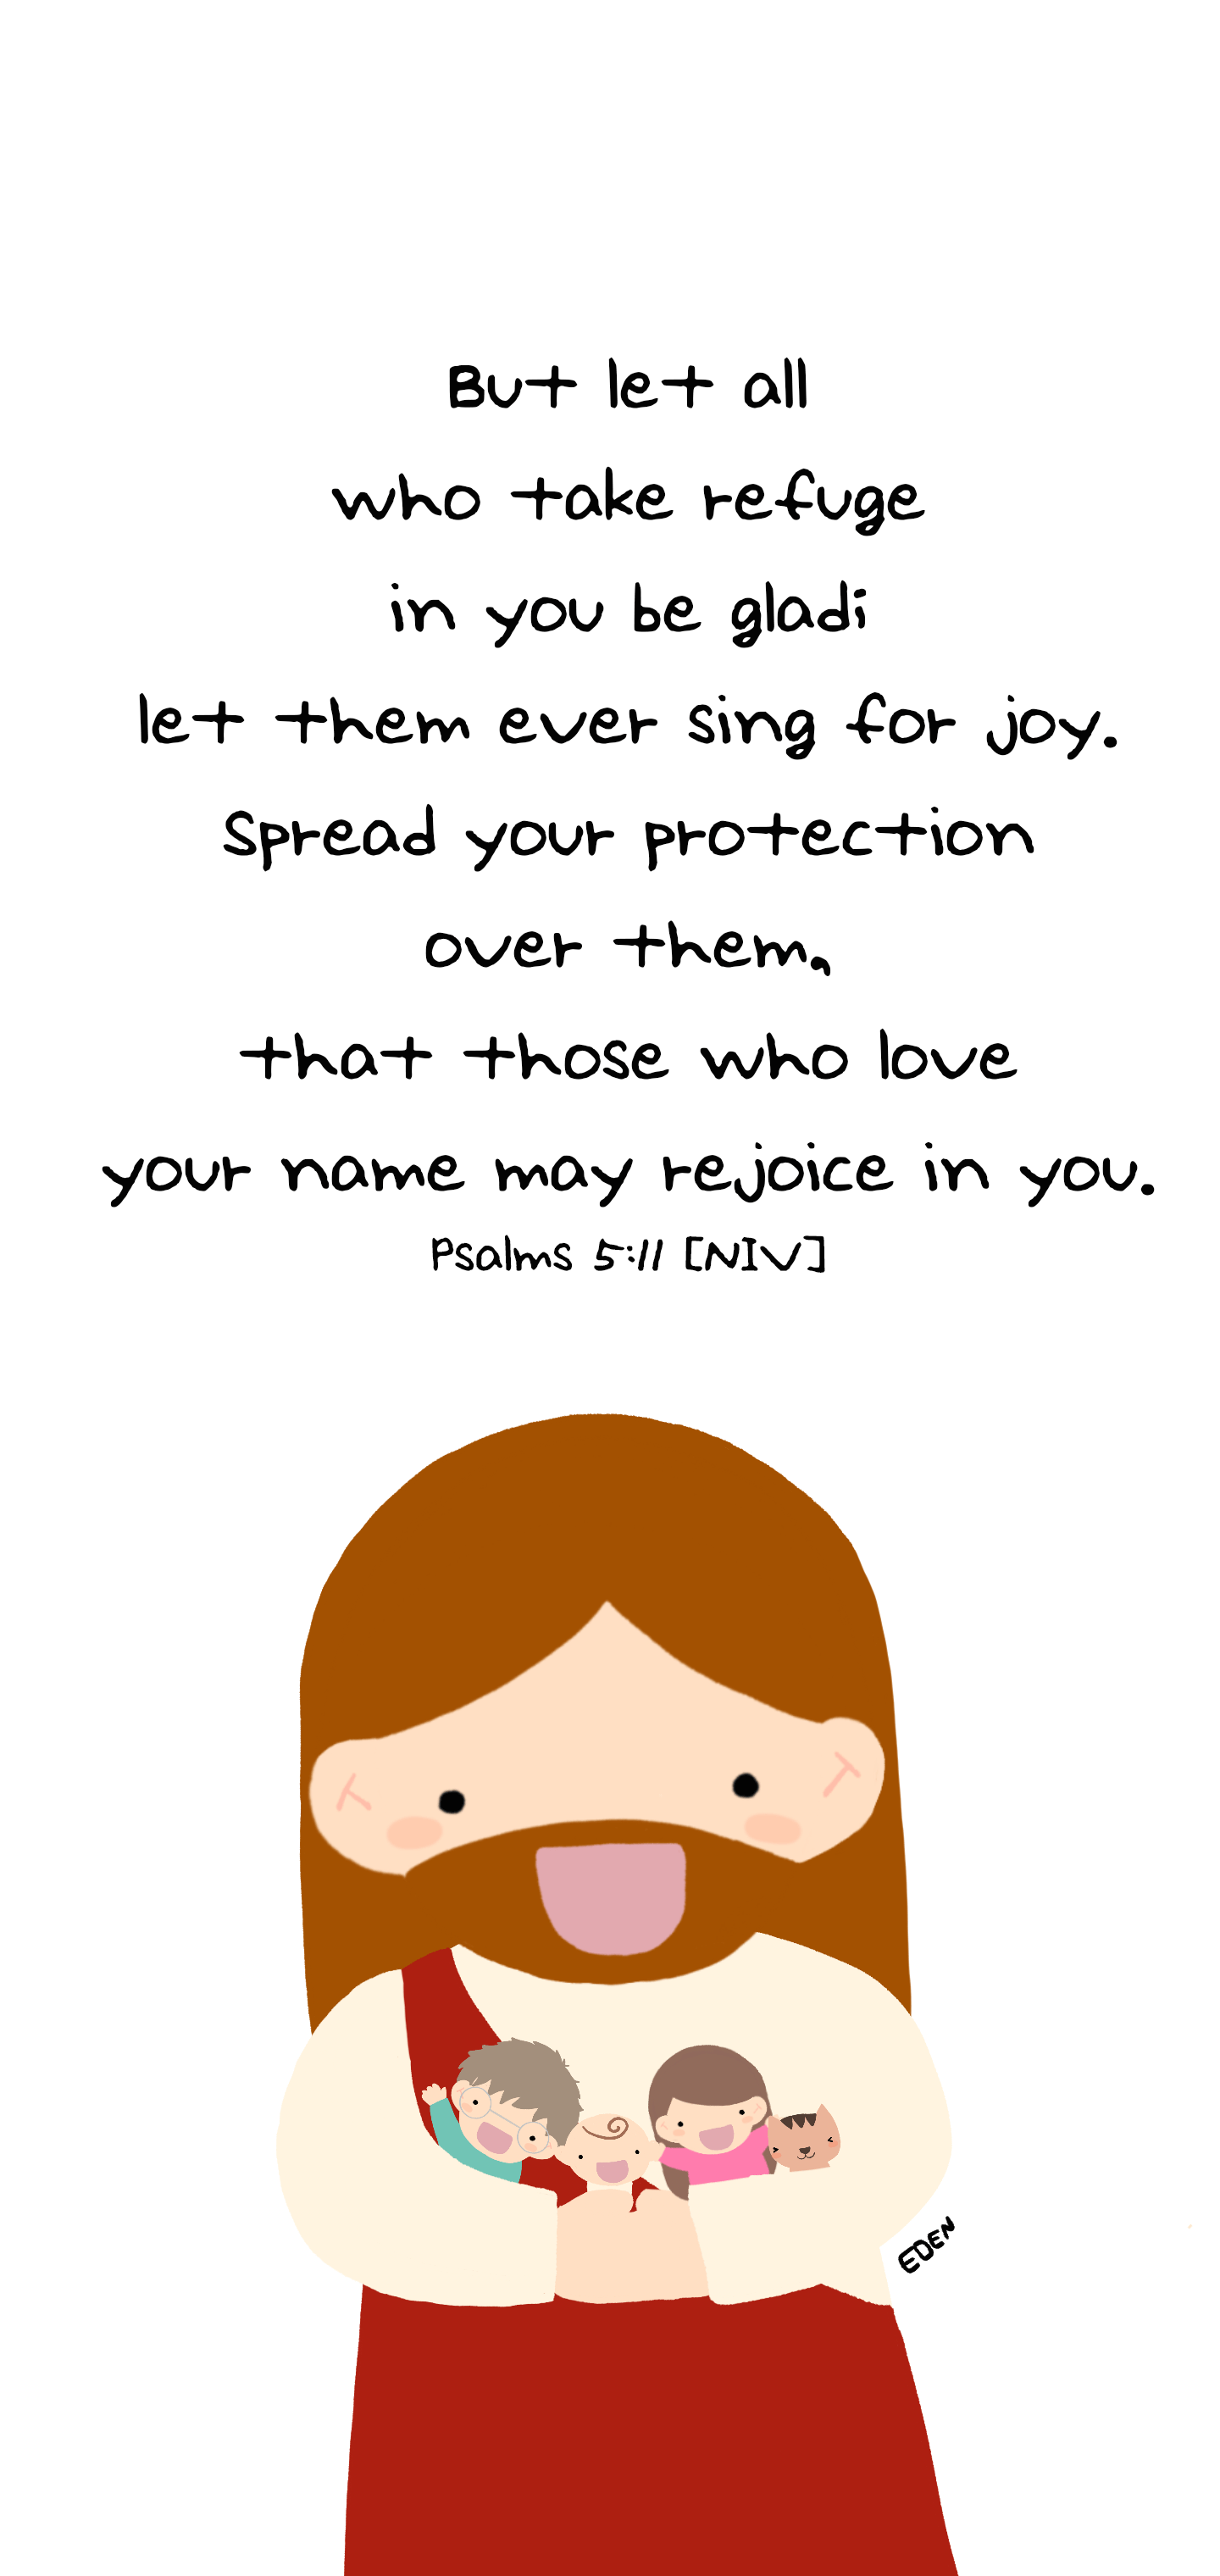 But let all
who take refuge
in you be gladi
let them ever sing for joy.
Spread your protection
over them,
that those who love
your name may rejoice in you.
Psalms 5:11 [NIV]
EDEN